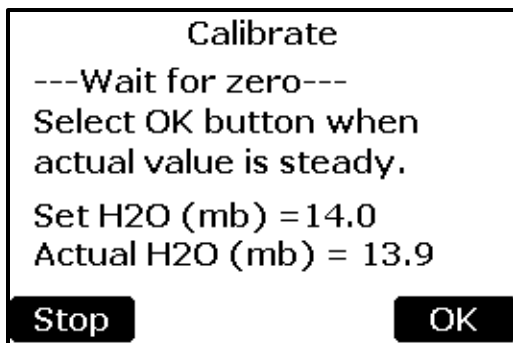 Calibrate
---Wait for zero---
Select OK button when
actual value is steady.
Set H2O (mb) =14.0
Actual H2O (mb) = 13.9
Stop OK